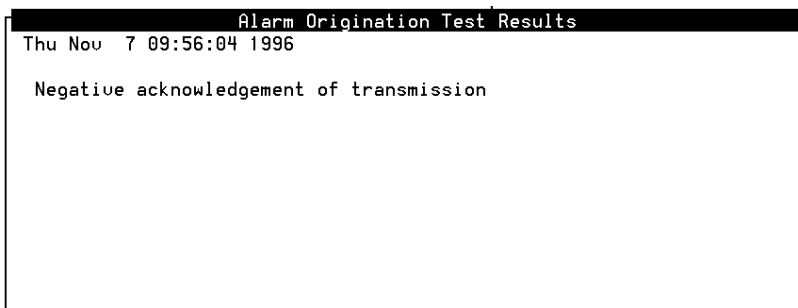 Alarm Origination Test Results
Thu Nov  7 09:56:04 1996
Negative acknowledgement of transmission